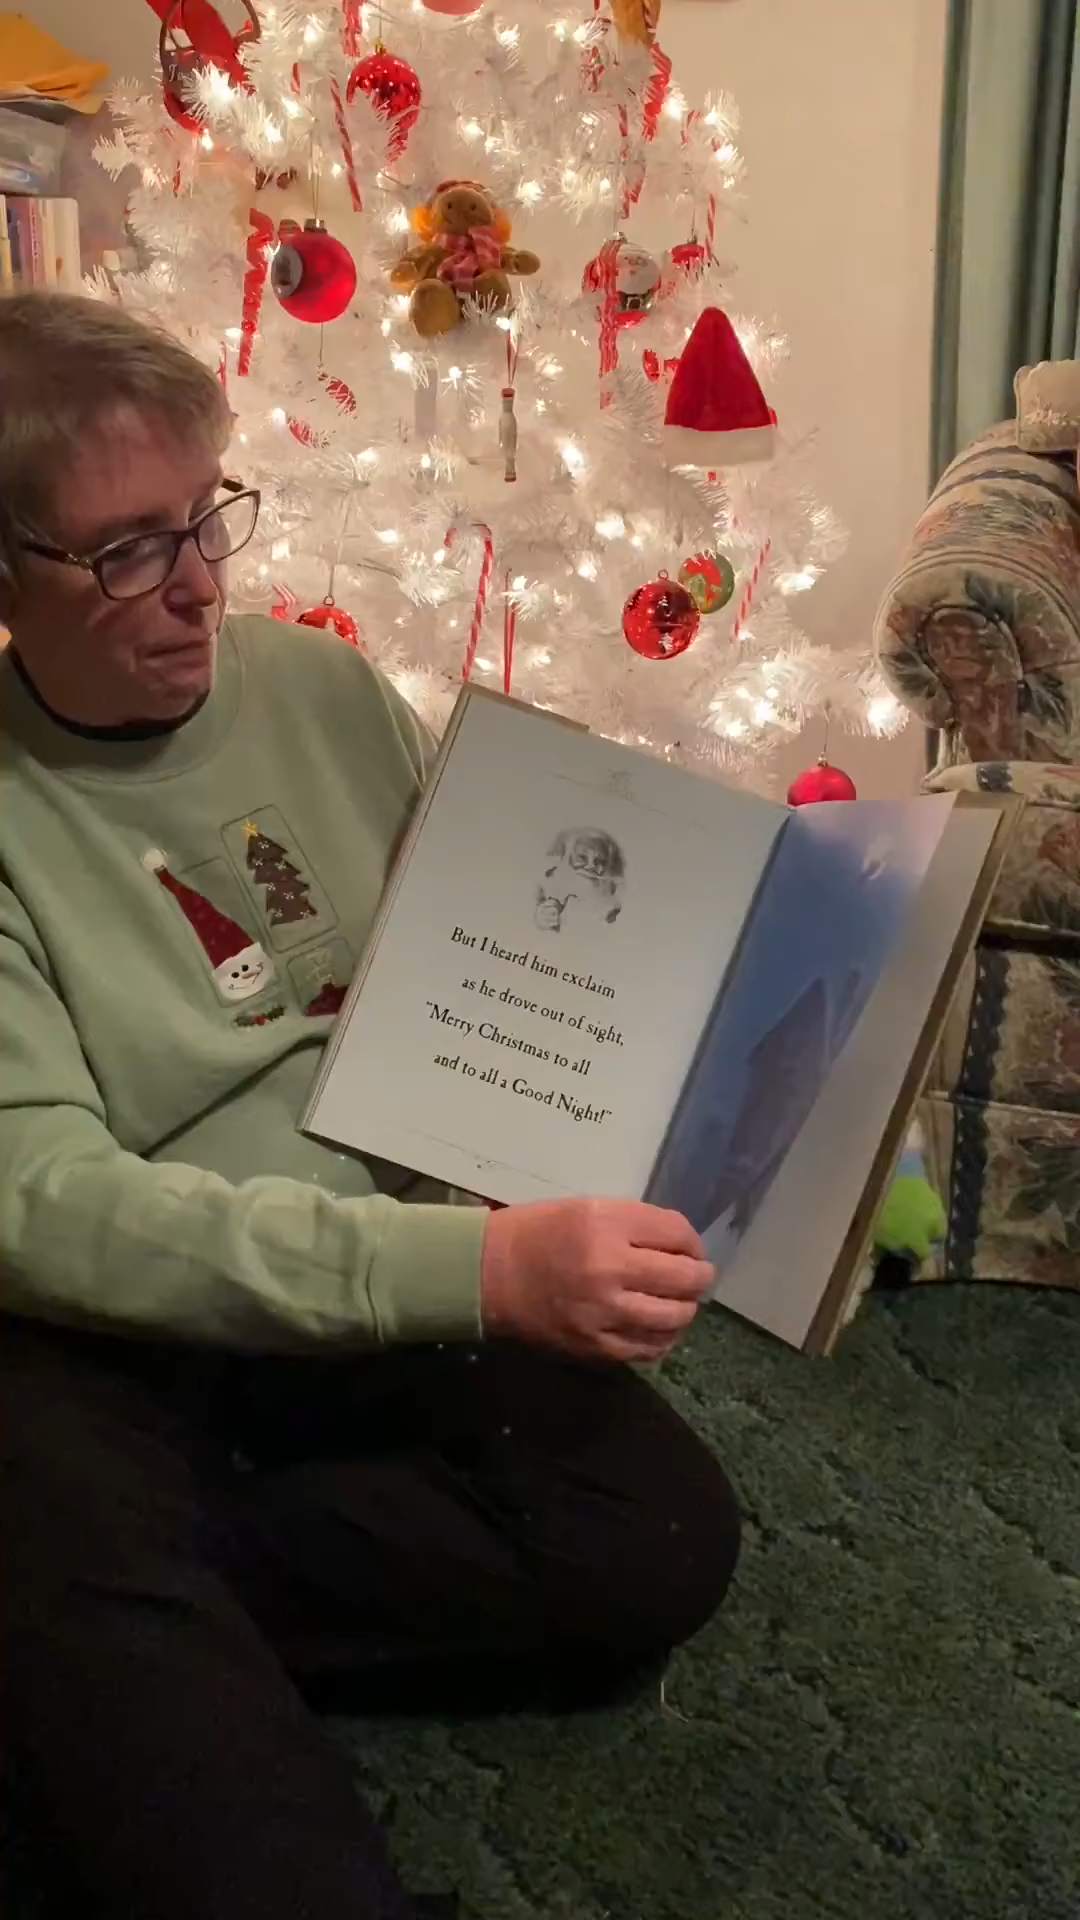 But I heard him exclaim
as he drove out of sight,
"Merry Christmas to all
and to all a Good Night!"